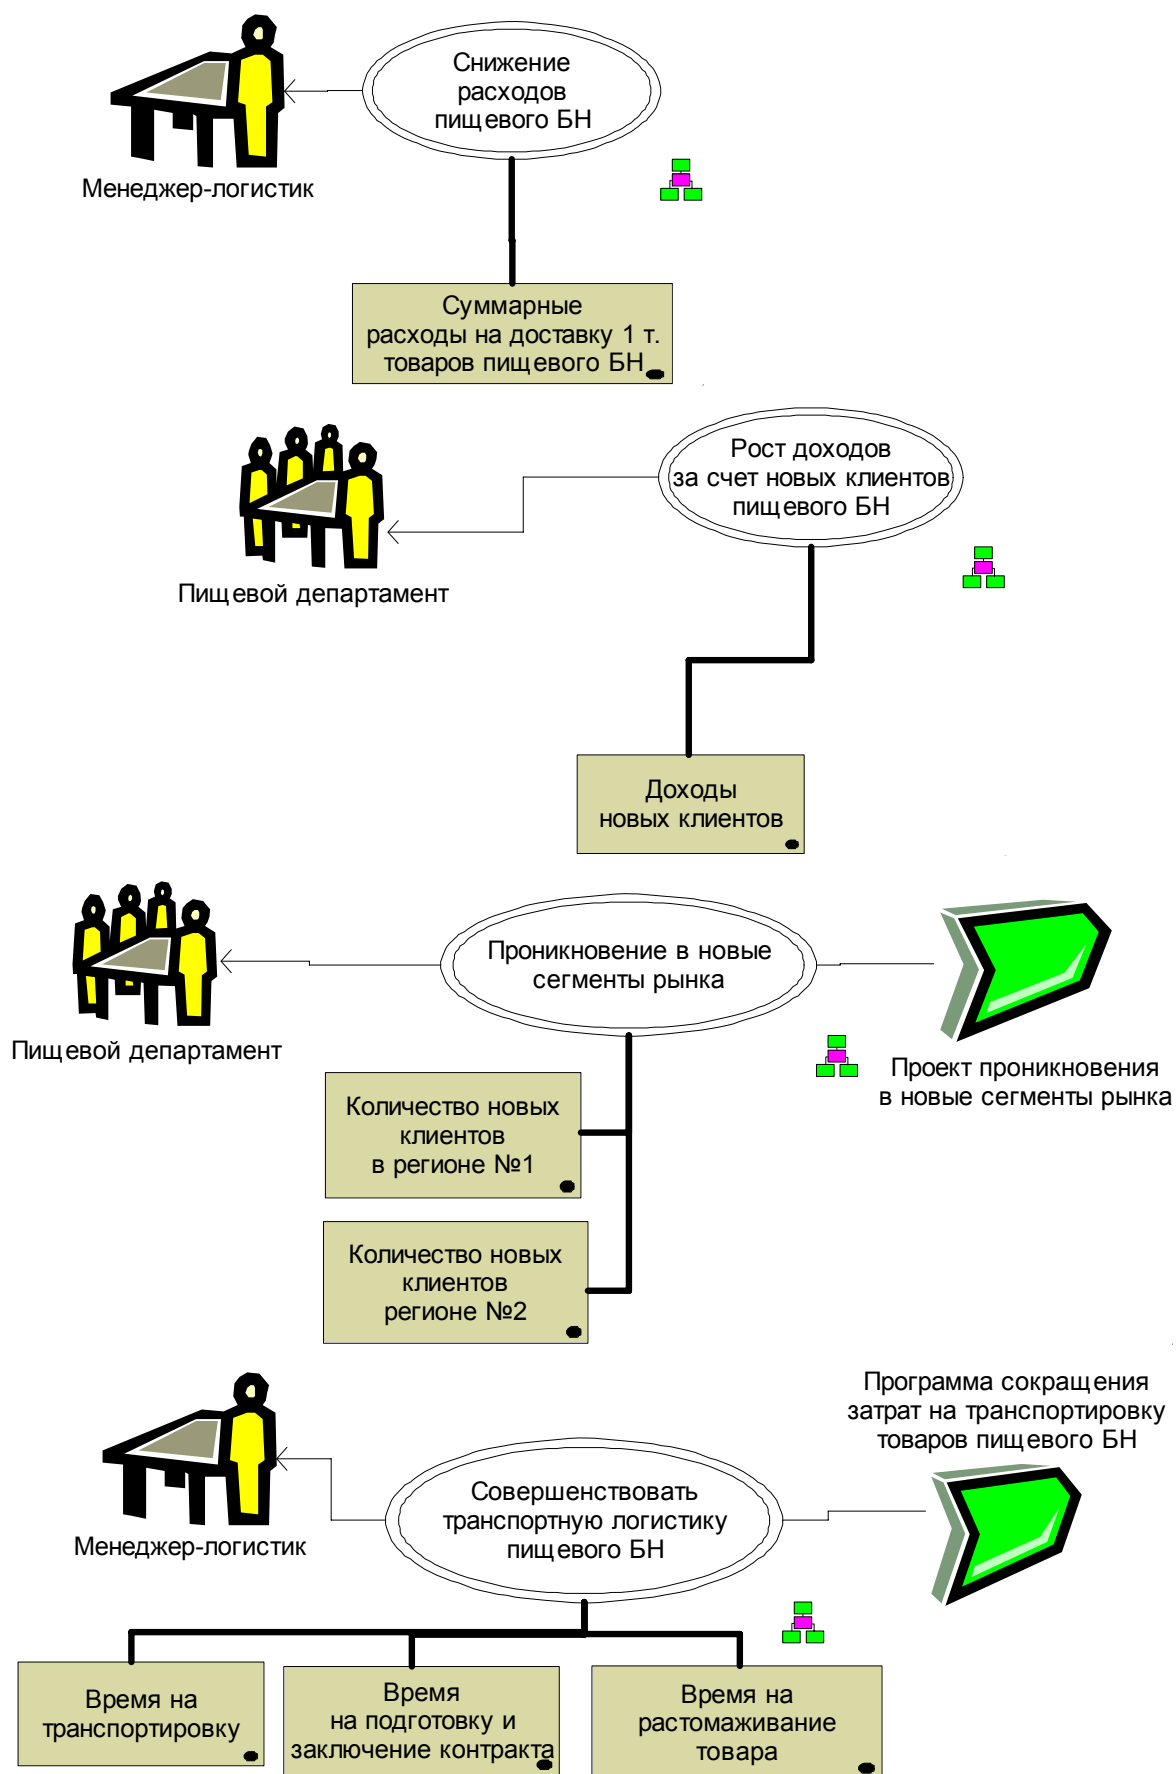 Снижение
расходов
пищевого БН
Менеджер-логистик
Суммарные
расходы на доставку 1 т.
товаров пищевого БН
Рост доходов
за счет новых клиентов
пищевого БН
Пищевой департамент
Доходы
новых клиентов
Проникновение в новые
сегменты рынка
Пищевой департамент
Проект проникновения
в новые сегменты рынка
Количество новых
клиентов
в регионе №1
Количество новых
клиентов
регионе №2
Программа сокращения
затрат на транспортировку
товаров пищевого БН
Совершенствовать
транспортную логистику
пищевого БН
Менеджер-логистик
Время на
транспортировку
Время
на подготовку и
заключение контракта
Время на
растомаживание
товара